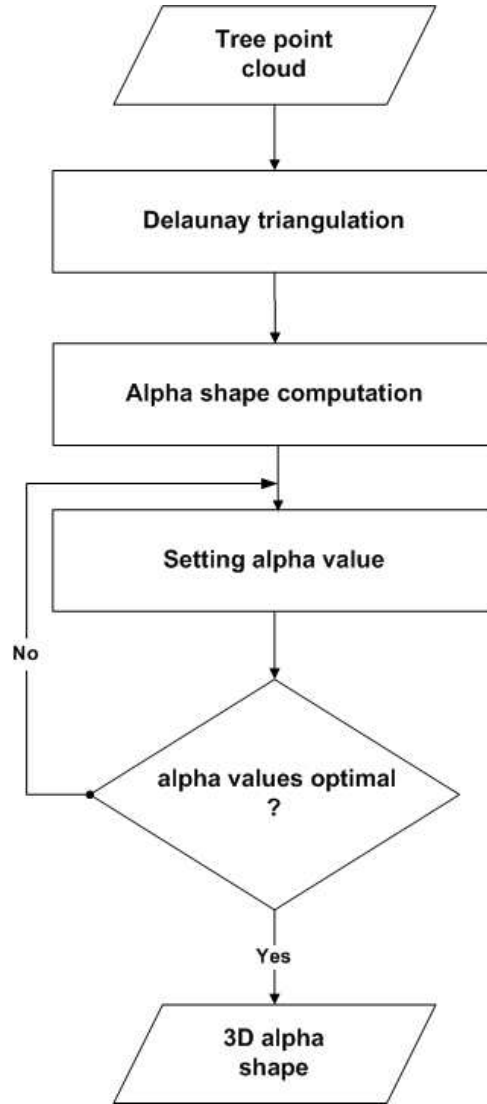 Tree point
cloud
Delaunay triangulation
Alpha shape computation
Setting alpha value
No
alpha values optimal
?
Yes
3D alpha
shape